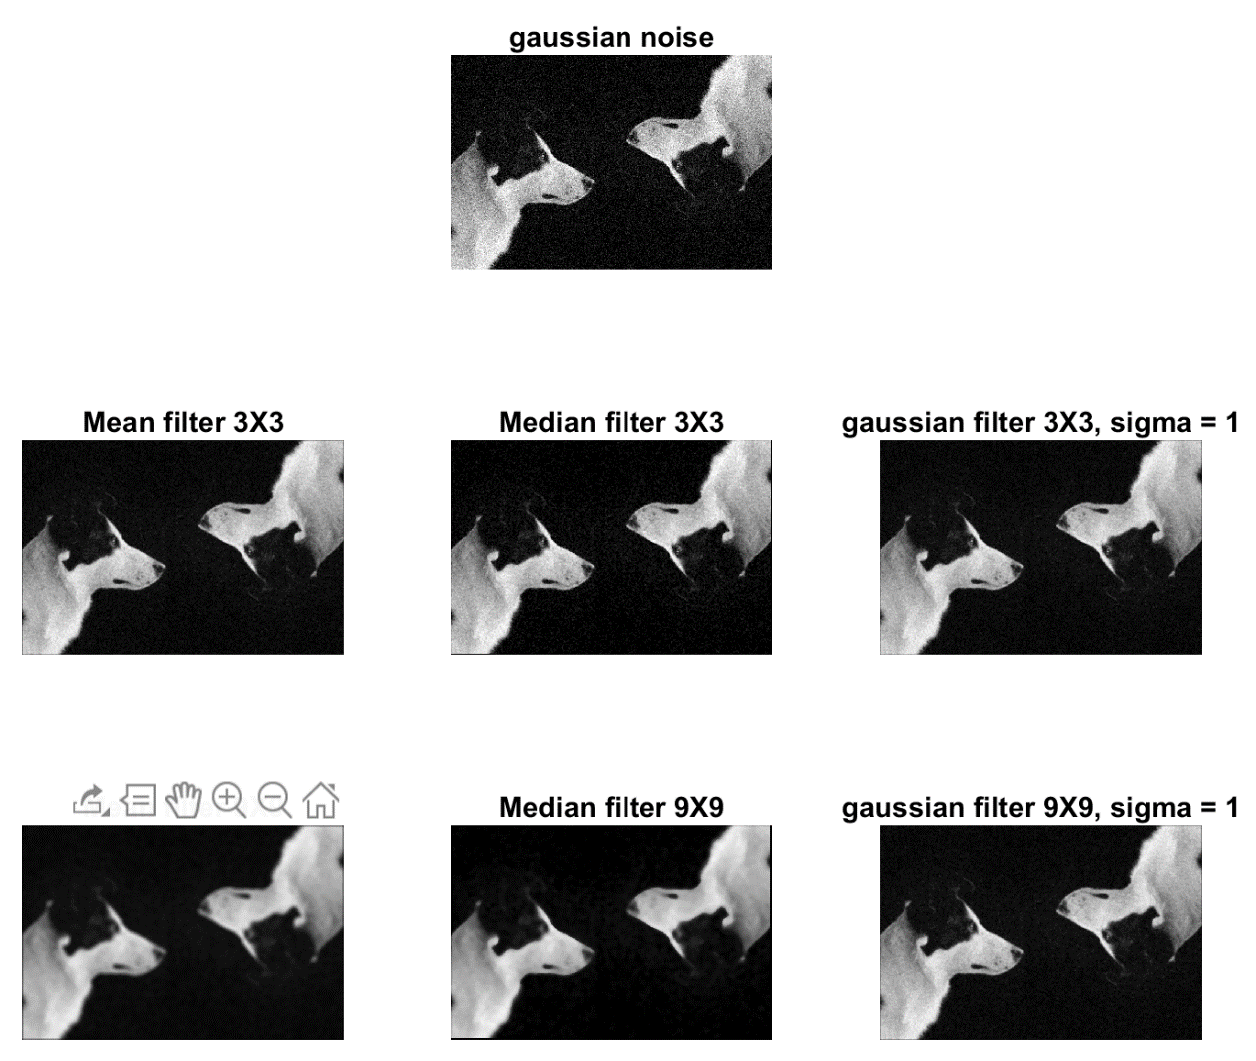 gaussian noise
Mean filter 3X3
Median filter 3X3
gaussian filter 3X3, sigma = 1
Median filter 9X9
gaussian filter 9X9, sigma = 1